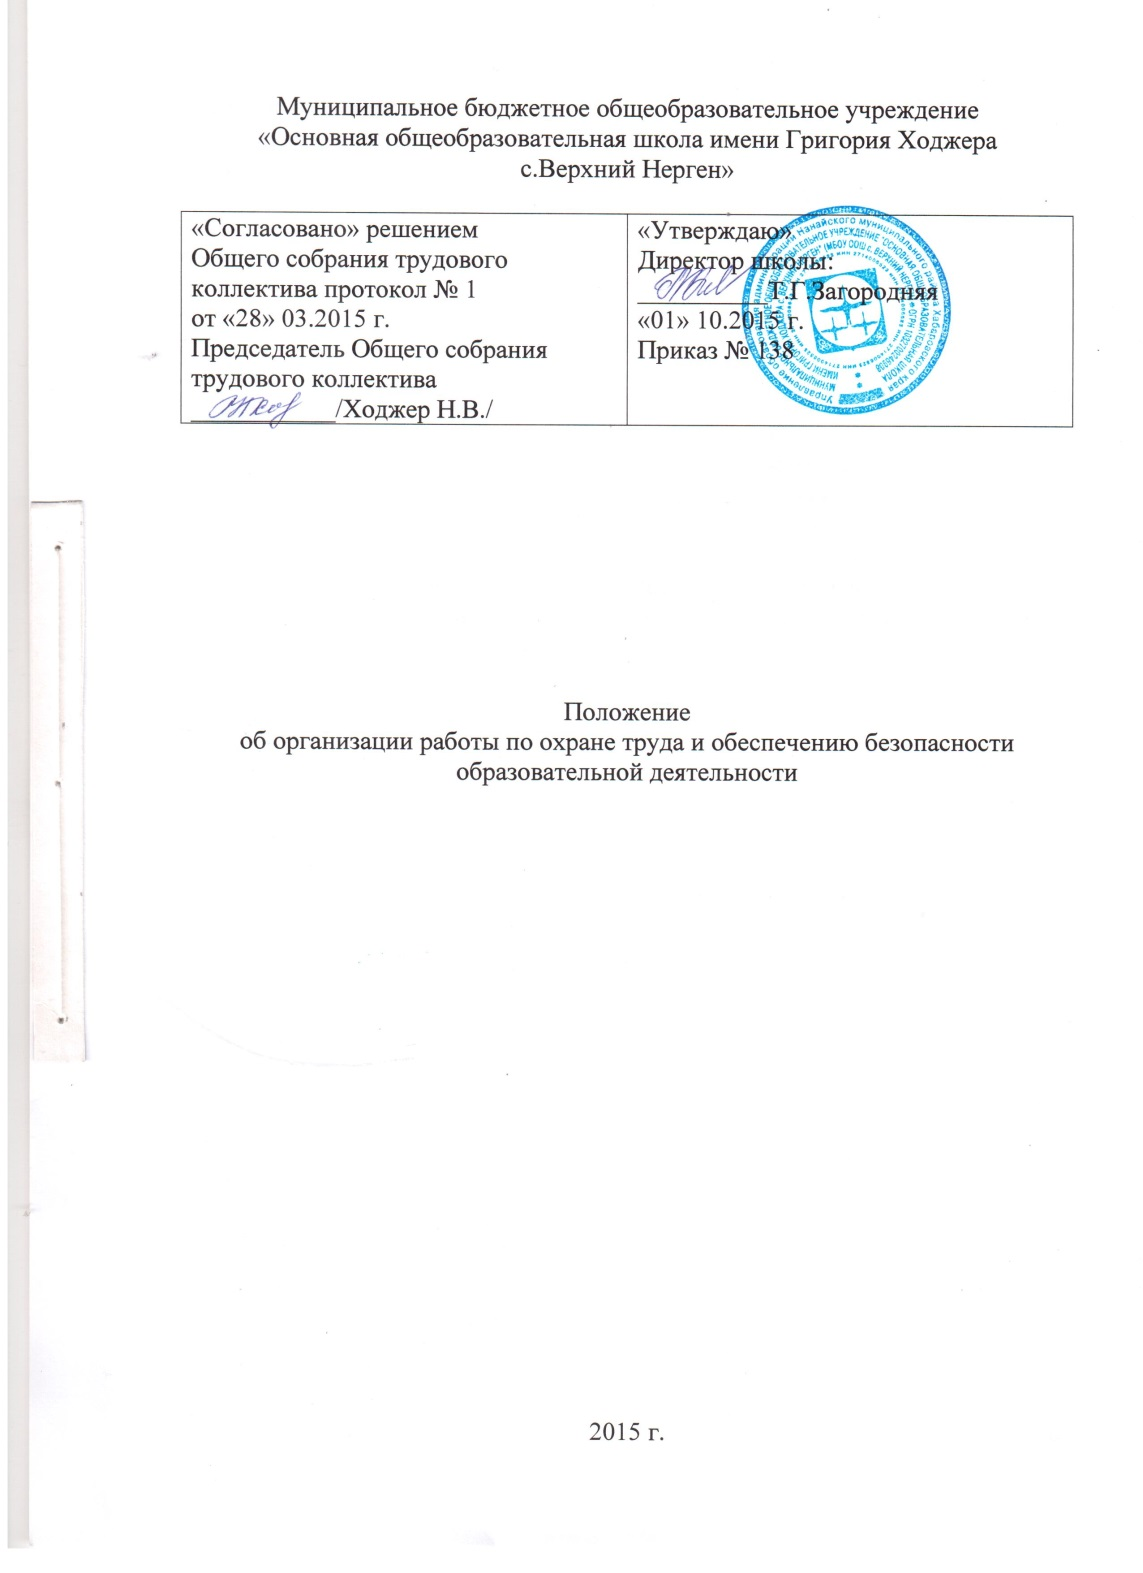 Муниципальное бюджетное общеобразовательное учреждение
«Основная общеобразовательная школа имени Григория Ходжера
с.Верхний Нерген»
«Согласовано» решением
Общего собрания трудового
коллектива протокол № 1
от «28» 03.2015 г.
Председатель Общего собрания
трудового коллектива
/Ходжер Н.В./
«Утверждаю»
Директор школы:
Т.Г.Загородняя
«01» 10.2015 г.
Приказ № 138
Положение
об организации работы по охране труда и обеспечению безопасности
образовательной деятельности
2015 г.